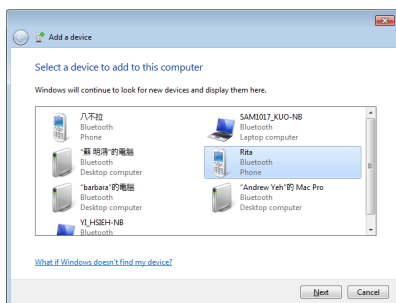 Add a device
Select a device to add to this computer
Windows will continue to look for new devices and display them here.
八不拉
Bluetooth
Phone
SAM1017_KUO-NB
Bluetooth
Laptop computer
"蘇 明鴻"的電腦
Bluetooth
Desktop computer
Rita
Bluetooth
Phone
"barbara"的電腦
Bluetooth
Desktop computer
"Andrew Yeh"的 Mac Pro
Bluetooth
Desktop computer
YI_HSIEH-NB
Bluetooth
What if Windows doesn't find my device?
Next
Cancel